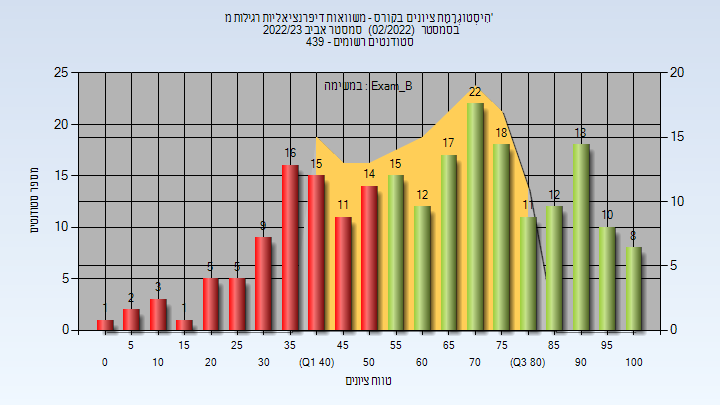 הִיסְטוֹגְרָמַת ציונים בקורס - משוואות דיפרנציאליות רגילות מ'
בסמסטר (02/2022) סמסטר אביב 2022/23
סטודנטים רשומים - 439
במשימה : Exam_B
מספר סטודנטים
25 20 15 10 5 0
20 15 10 5 0
1 2 3 1 5 5 9 16 15 11 14 15 12 17 22 18 11 12 18 10 8
5 15 25 35 45 55 65 75 85 95
0 10 20 30 (Q1 40) 50 60 70 (Q3 80) 90 100
טווח ציונים